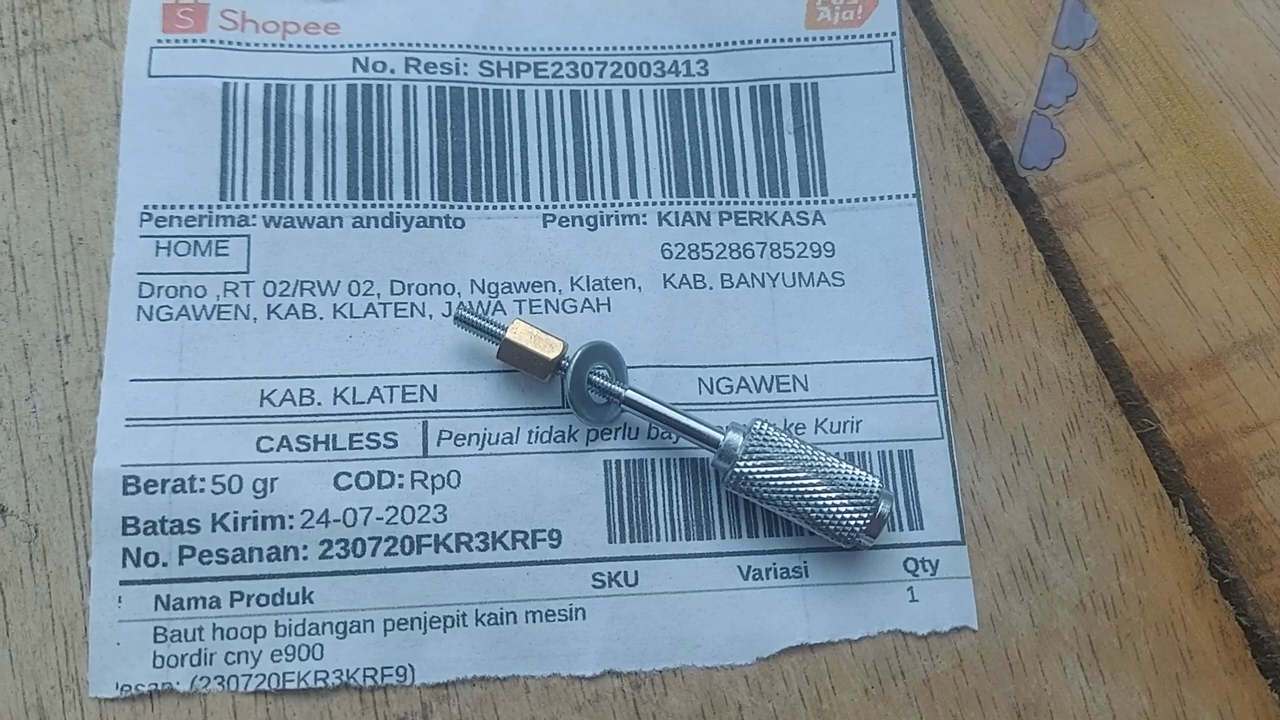 S Shopee
Aja!
No. Resi: SHPE23072003413
Penerima: wawan andiyanto
Pengirim: KIAN PERKASA
HOME
6285286785299
Drono ,RT 02/RW 02, Drono, Ngawen, Klaten,
KAB. BANYUMAS
NGAWEN, KAB. KLATEN, JAWA TENGAH
KAB. KLATEN
NGAWEN
CASHLESS
Penjual tidak perlu ke Kurir
Berat: 50 gr
COD: Rp0
Batas Kirim: 24-07-2023
No. Pesanan: 230720FKR3KRF9
Nama Produk
SKU
Variasi
Qty
Baut hoop bidangan penjepit kain mesin
1
bordir cny e900
(230720FKR3KRF9)